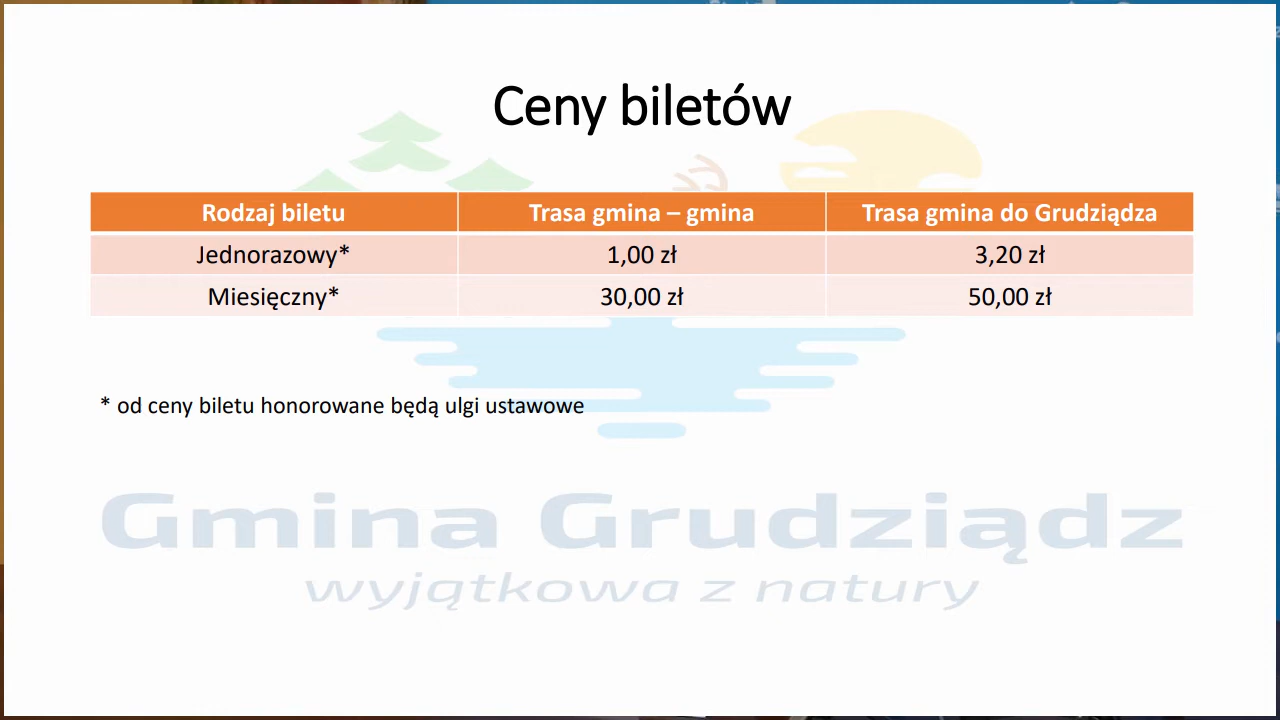 Ceny biletów
Rodzaj biletu Trasa gmina – gmina Trasa gmina do Grudziądza
Jednorazowy* 1,00 zł 3,20 zł
Miesięczny* 30,00 zł 50,00 zł
* od ceny biletu honorowane będą ulgi ustawowe
Gmina Grudziądz
wyjątkowa z natury